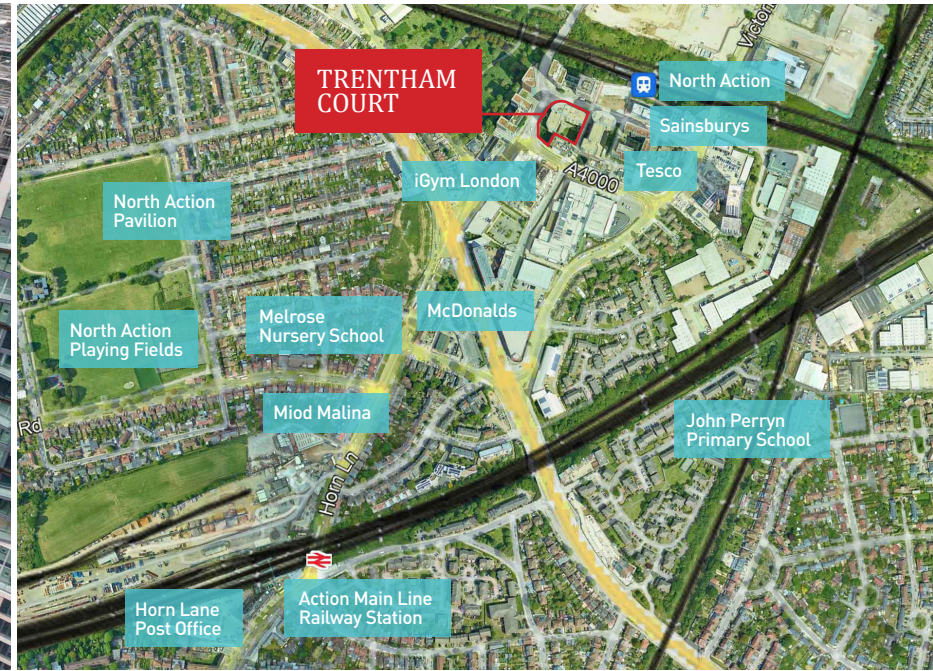 Victori
TRENTHAM
COURT
North Action
Sainsburys
A4000
Tesco
iGym London
North Action
Pavilion
McDonalds
Melrose
Nursery School
North Action
Playing Fields
Miod Malina
Rd
John Perryn
Primary School
Horn Ln
Action Main Line
Railway Station
Horn Lane
Post Office